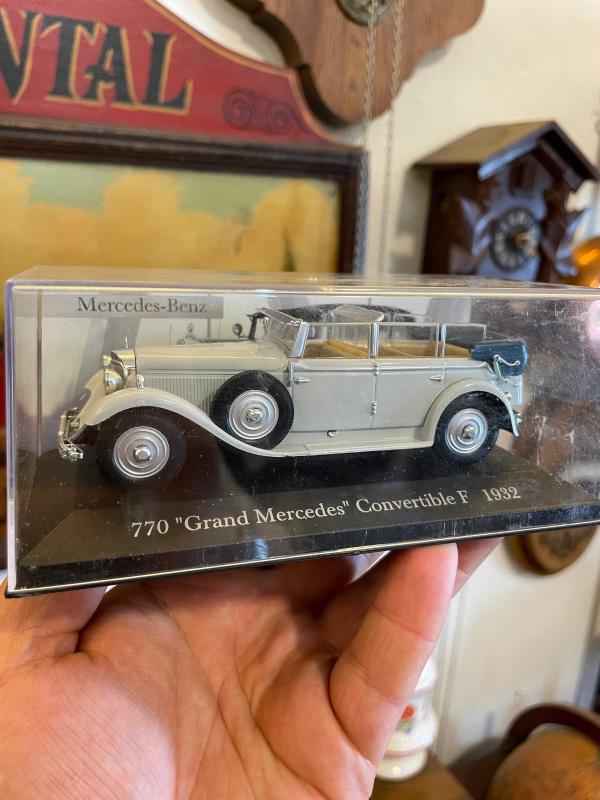 NTAL
Mercedes-Benz
770 "Grand Mercedes" Convertible F 1932